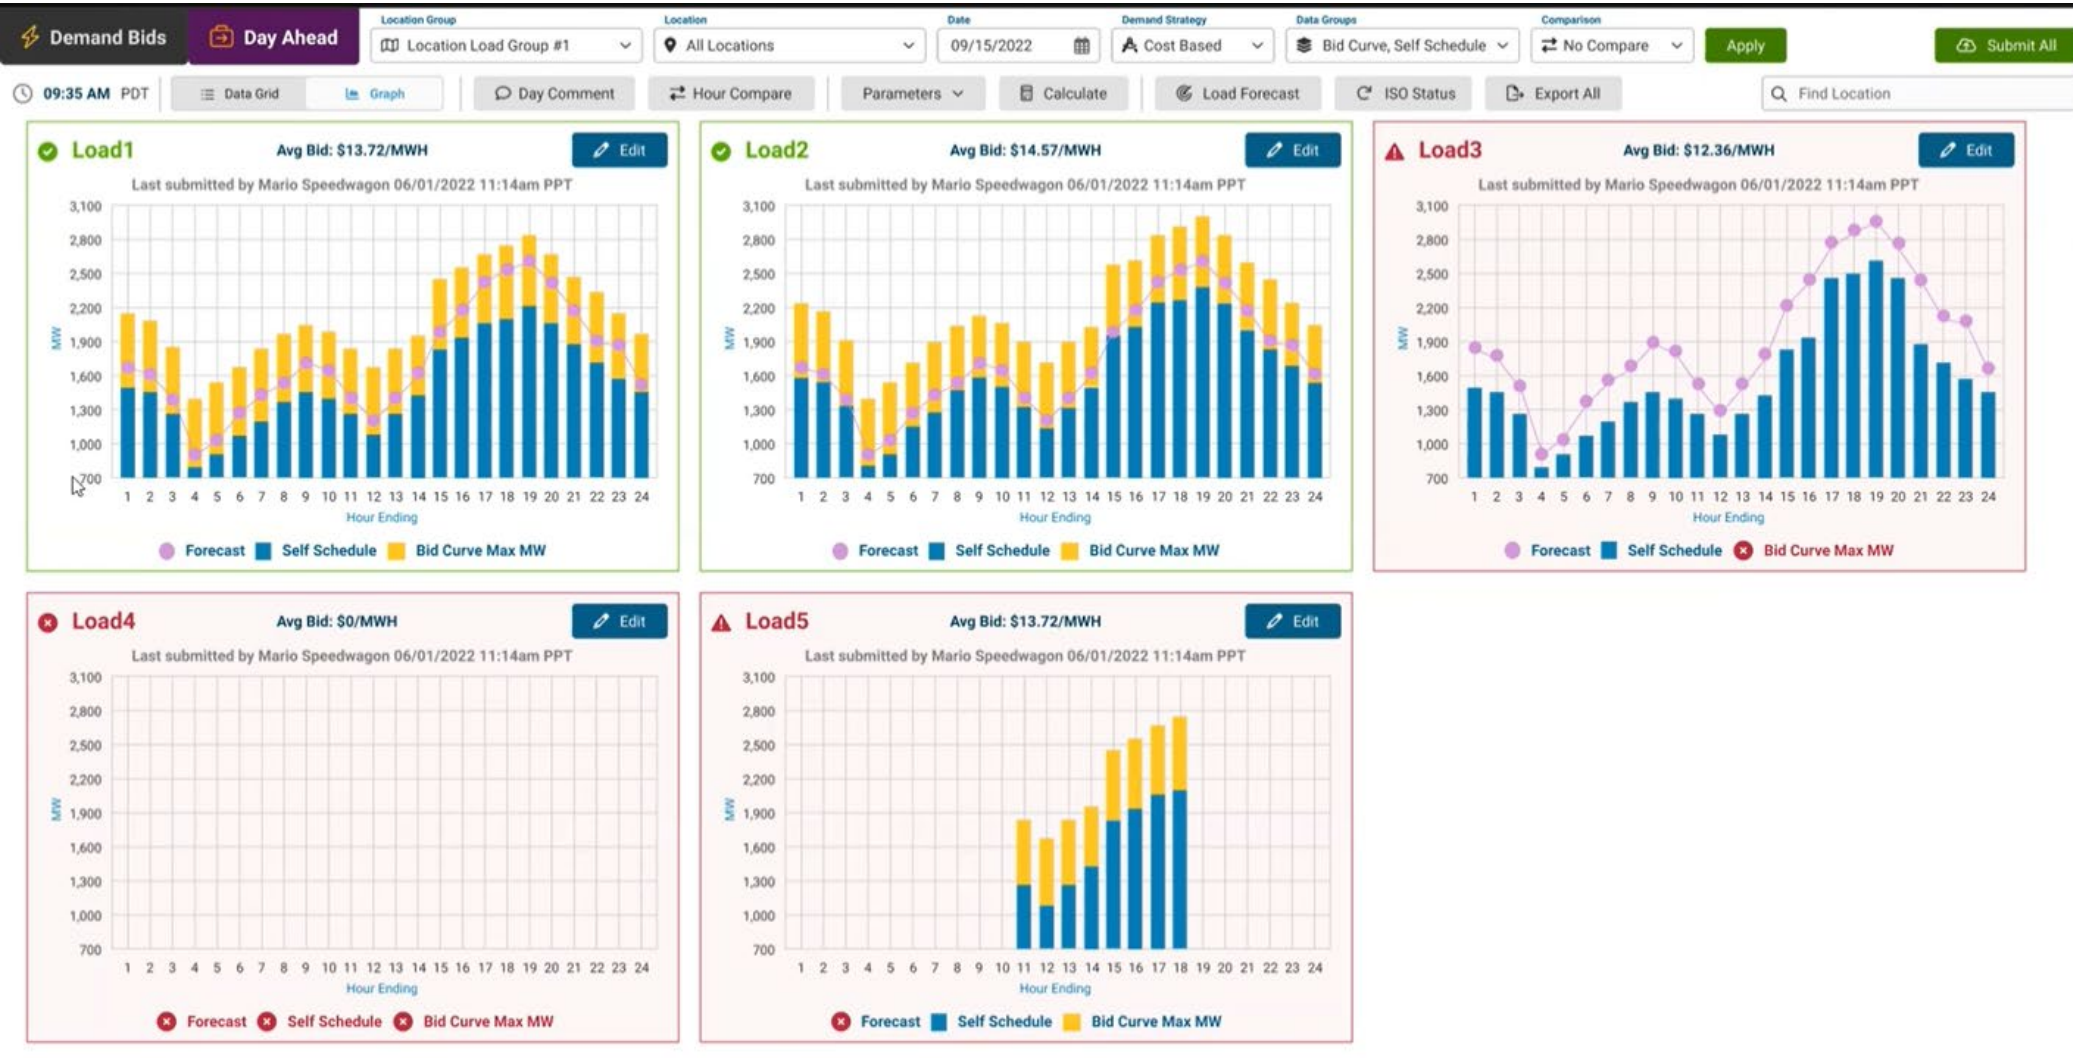 Demand Bids
Day Ahead
Location Group
Location Load Group #1
Location
All Locations
Date
09/15/2022
Demand Strategy
Cost Based
Data Groups
Bid Curve, Self Schedule
Comparison
No Compare
Apply
Submit All
09:35 AM PDT
Data Grid
Graph
Day Comment
Hour Compare
Parameters
Calculate
Load Forecast
ISO Status
Export All
Find Location
Load1
Avg Bid: $13.72/MWH
Edit
Last submitted by Mario Speedwagon 06/01/2022 11:14am PPT
3,100
2,800
2,500
2,200
1,900
1,600
1,300
1,000
700
MW
1 2 3 4 5 6 7 8 9 10 11 12 13 14 15 16 17 18 19 20 21 22 23 24
Hour Ending
Forecast Self Schedule Bid Curve Max MW
Load2
Avg Bid: $14.57/MWH
Edit
Last submitted by Mario Speedwagon 06/01/2022 11:14am PPT
3,100
2,800
2,500
2,200
1,900
1,600
1,300
1,000
700
MW
1 2 3 4 5 6 7 8 9 10 11 12 13 14 15 16 17 18 19 20 21 22 23 24
Hour Ending
Forecast Self Schedule Bid Curve Max MW
Load3
Avg Bid: $12.36/MWH
Edit
Last submitted by Mario Speedwagon 06/01/2022 11:14am PPT
3,100
2,800
2,500
2,200
1,900
1,600
1,300
1,000
700
MW
1 2 3 4 5 6 7 8 9 10 11 12 13 14 15 16 17 18 19 20 21 22 23 24
Hour Ending
Forecast Self Schedule Bid Curve Max MW
Load4
Avg Bid: $0/MWH
Edit
Last submitted by Mario Speedwagon 06/01/2022 11:14am PPT
3,100
2,800
2,500
2,200
1,900
1,600
1,300
1,000
700
MW
1 2 3 4 5 6 7 8 9 10 11 12 13 14 15 16 17 18 19 20 21 22 23 24
Hour Ending
Forecast Self Schedule Bid Curve Max MW
Load5
Avg Bid: $13.72/MWH
Edit
Last submitted by Mario Speedwagon 06/01/2022 11:14am PPT
3,100
2,800
2,500
2,200
1,900
1,600
1,300
1,000
700
MW
1 2 3 4 5 6 7 8 9 10 11 12 13 14 15 16 17 18 19 20 21 22 23 24
Hour Ending
Forecast Self Schedule Bid Curve Max MW